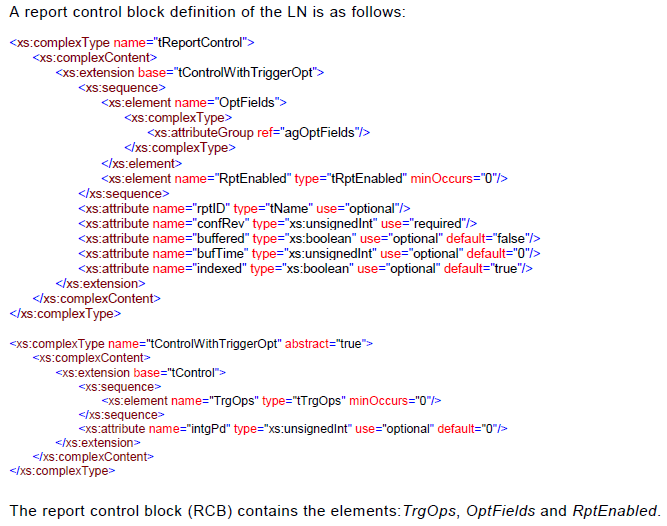 A report control block definition of the LN is as follows:
<xs:complexType name="tReportControl">
<xs:complexContent>
<xs:extension base="tControlWithTriggerOpt">
<xs:sequence>
<xs:element name="OptFields">
<xs:complexType>
<xs:attributeGroup ref="agOptFields"/>
</xs:complexType>
</xs:element>
<xs:element name="RptEnabled" type="tRptEnabled" minOccurs="0"/>
</xs:sequence>
<xs:attribute name="rptID" type="tName" use="optional"/>
<xs:attribute name="confRev" type="xs:unsignedInt" use="required"/>
<xs:attribute name="buffered" type="xs:boolean" use="optional" default="false"/>
<xs:attribute name="bufTime" type="xs:unsignedInt" use="optional" default="0"/>
<xs:attribute name="indexed" type="xs:boolean" use="optional" default="true"/>
</xs:extension>
</xs:complexContent>
</xs:complexType>
<xs:complexType name="tControlWithTriggerOpt" abstract="true">
<xs:complexContent>
<xs:extension base="tControl">
<xs:sequence>
<xs:element name="TrgOps" type="tTrgOps" minOccurs="0"/>
</xs:sequence>
<xs:attribute name="intgPd" type="xs:unsignedInt" use="optional" default="0"/>
</xs:extension>
</xs:complexContent>
</xs:complexType>
The report control block (RCB) contains the elements:TrgOps, OptFields and RptEnabled.